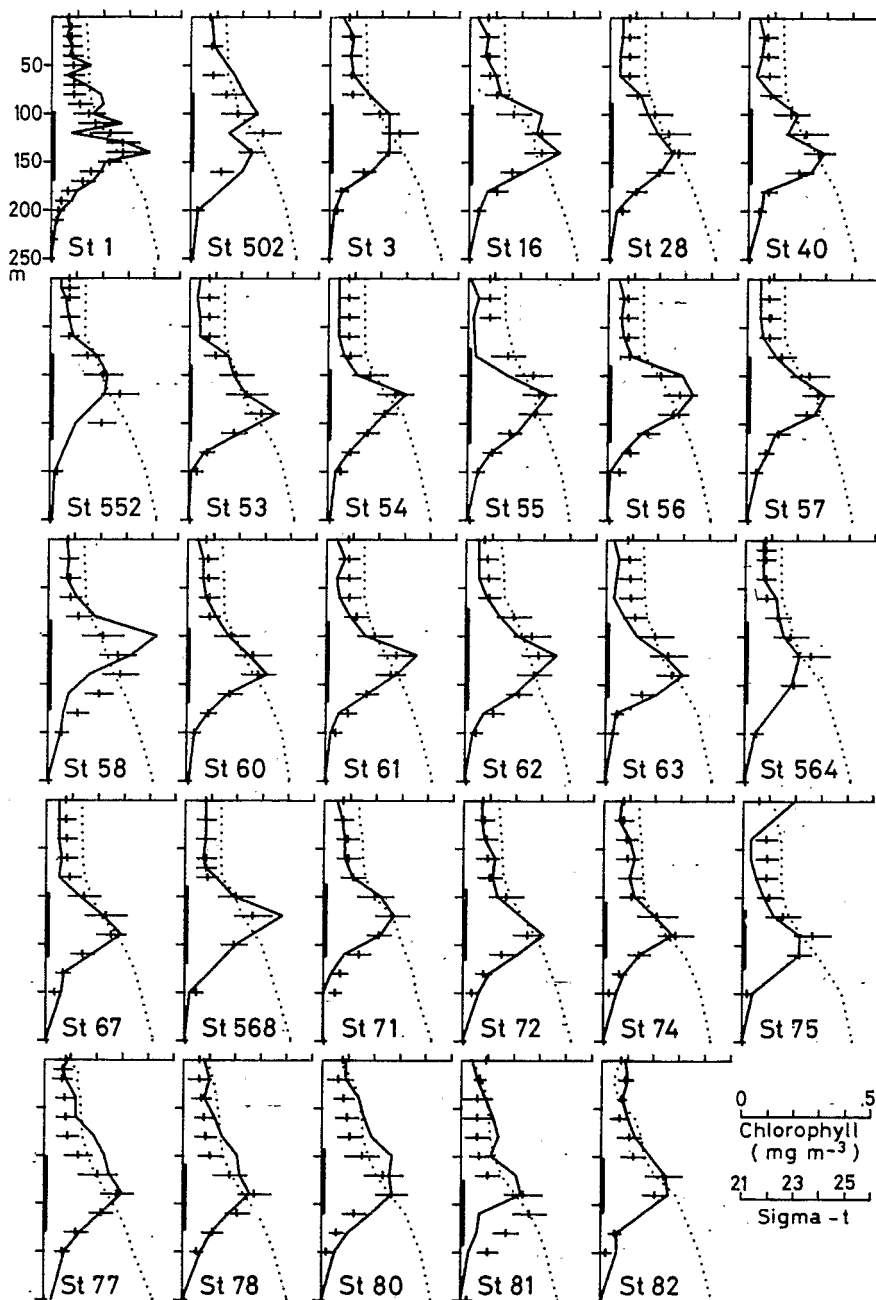 50
100
150
200
250
m
St 1
St 502
St 3
St 16
St 28
St 40
St 552
St 53
St 54
St 55
St 56
St 57
St 58
St 60
St 61
St 62
St 63
St 564
St 67
St 568
St 71
St 72
St 74
St 75
St 77
St 78
St 80
St 81
St 82
0 .5
Chlorophyll
( mg m⁻³ )
21 23 25
Sigma - t